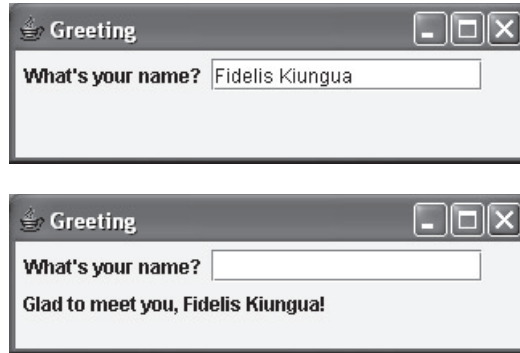 Greeting
What's your name? Fidelis Kiungua
Greeting
What's your name?
Glad to meet you, Fidelis Kiungua!